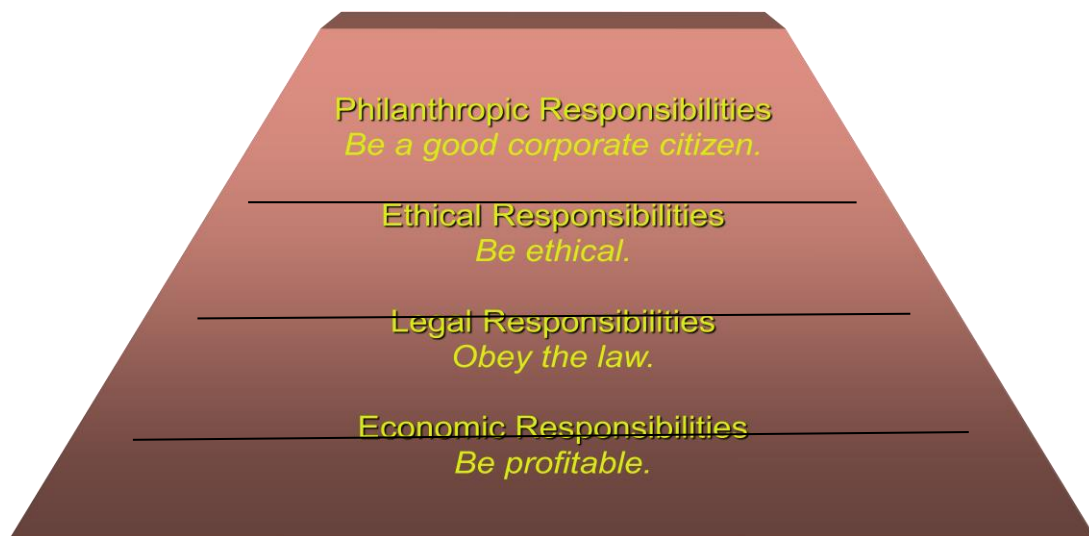 Philanthropic Responsibilities
Be a good corporate citizen.
Ethical Responsibilities
Be ethical.
Legal Responsibilities
Obey the law.
Economic Responsibilities
Be profitable.